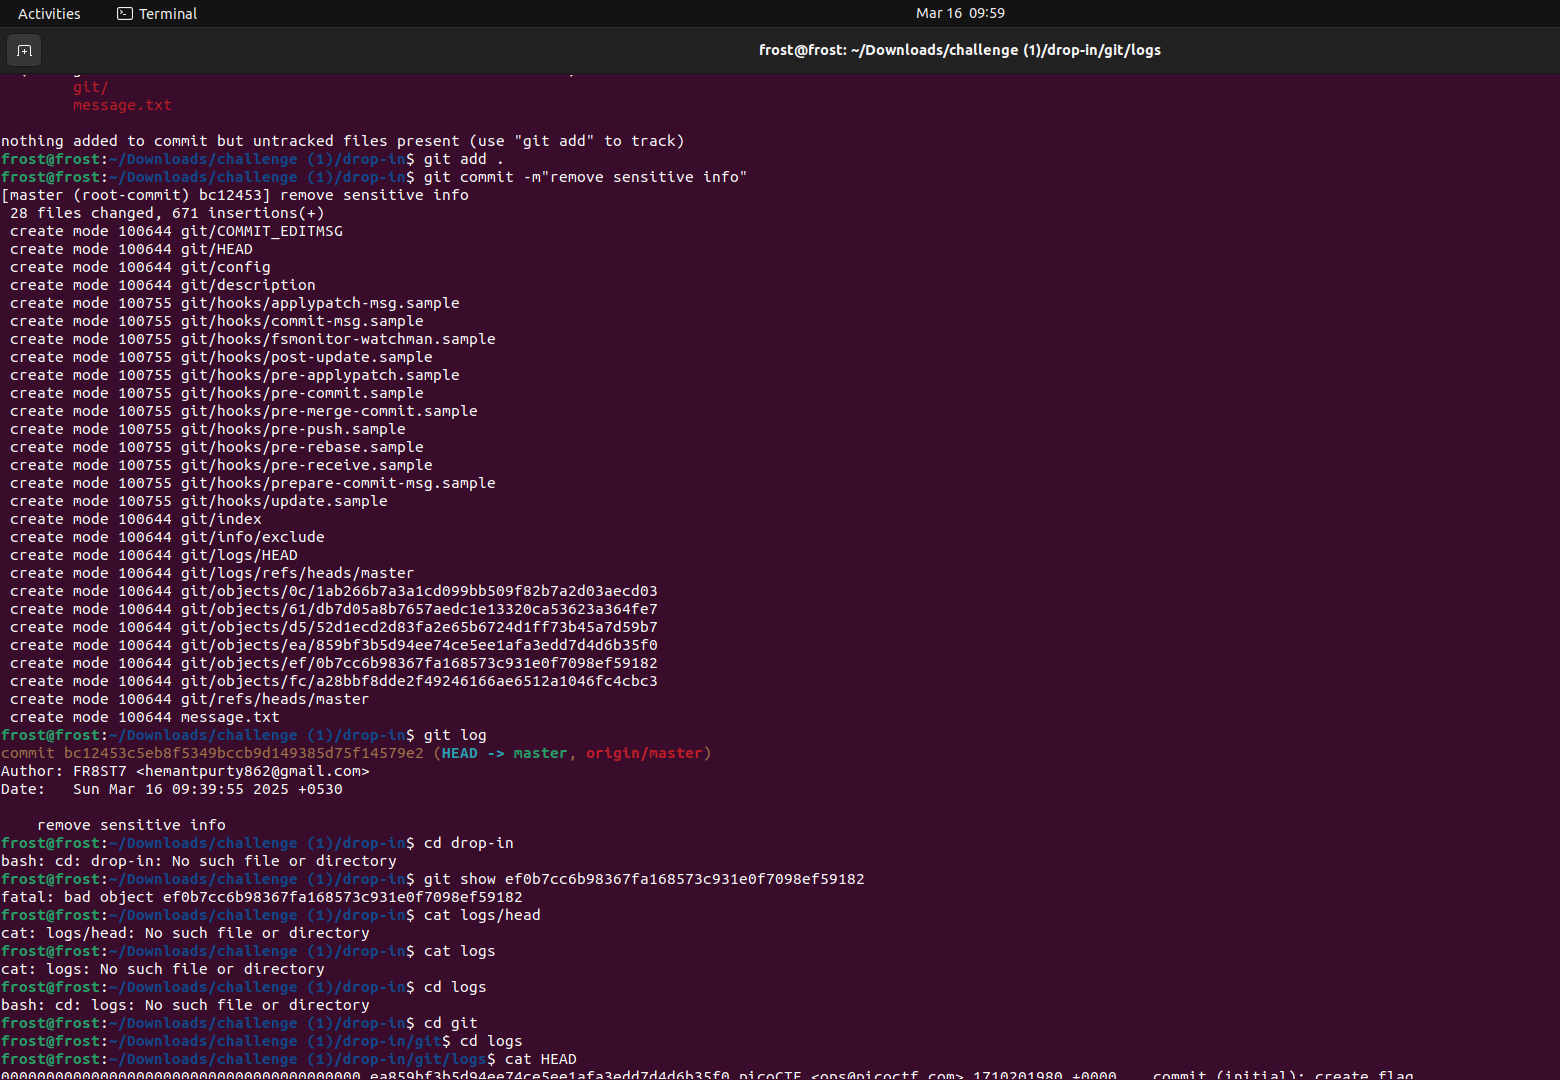 Activities Terminal Mar 16 09:59
frost@frost: ~/Downloads/challenge (1)/drop-in/git/logs
git/
message.txt
nothing added to commit but untracked files present (use "git add" to track)
frost@frost:~/Downloads/challenge (1)/drop-in$ git add .
frost@frost:~/Downloads/challenge (1)/drop-in$ git commit -m"remove sensitive info"
[master (root-commit) bc12453] remove sensitive info
28 files changed, 671 insertions(+)
create mode 100644 git/COMMIT_EDITMSG
create mode 100644 git/HEAD
create mode 100644 git/config
create mode 100644 git/description
create mode 100755 git/hooks/applypatch-msg.sample
create mode 100755 git/hooks/commit-msg.sample
create mode 100755 git/hooks/fsmonitor-watchman.sample
create mode 100755 git/hooks/post-update.sample
create mode 100755 git/hooks/pre-applypatch.sample
create mode 100755 git/hooks/pre-commit.sample
create mode 100755 git/hooks/pre-merge-commit.sample
create mode 100755 git/hooks/pre-push.sample
create mode 100755 git/hooks/pre-rebase.sample
create mode 100755 git/hooks/pre-receive.sample
create mode 100755 git/hooks/prepare-commit-msg.sample
create mode 100755 git/hooks/update.sample
create mode 100644 git/index
create mode 100644 git/info/exclude
create mode 100644 git/logs/HEAD
create mode 100644 git/logs/refs/heads/master
create mode 100644 git/objects/0c/1ab266b7a3a1cd099bb509f82b7a2d03aecd03
create mode 100644 git/objects/61/db7d05a8b7657aedc1e13320ca53623a364fe7
create mode 100644 git/objects/d5/52d1ecd2d83fa2e65b6724d1ff73b45a7d59b7
create mode 100644 git/objects/ea/859bf3b5d94ee74ce5ee1afa3edd7d4d6b35f0
create mode 100644 git/objects/ef/0b7cc6b98367fa168573c931e0f7098ef59182
create mode 100644 git/objects/fc/a28bbf8dde2f49246166ae6512a1046fc4cbc3
create mode 100644 git/refs/heads/master
create mode 100644 message.txt
frost@frost:~/Downloads/challenge (1)/drop-in$ git log
commit bc12453c5eb8f5349bccb9d149385d75f14579e2 (HEAD -> master, origin/master)
Author: FR8ST7 <hemantpurty862@gmail.com>
Date:   Sun Mar 16 09:39:55 2025 +0530
remove sensitive info
frost@frost:~/Downloads/challenge (1)/drop-in$ cd drop-in
bash: cd: drop-in: No such file or directory
frost@frost:~/Downloads/challenge (1)/drop-in$ git show ef0b7cc6b98367fa168573c931e0f7098ef59182
fatal: bad object ef0b7cc6b98367fa168573c931e0f7098ef59182
frost@frost:~/Downloads/challenge (1)/drop-in$ cat logs/head
cat: logs/head: No such file or directory
frost@frost:~/Downloads/challenge (1)/drop-in$ cat logs
cat: logs: No such file or directory
frost@frost:~/Downloads/challenge (1)/drop-in$ cd logs
bash: cd: logs: No such file or directory
frost@frost:~/Downloads/challenge (1)/drop-in$ cd git
frost@frost:~/Downloads/challenge (1)/drop-in/git$ cd logs
frost@frost:~/Downloads/challenge (1)/drop-in/git/logs$ cat HEAD
0000000000000000000000000000000000000000 ea859bf3b5d94ee74ce5ee1afa3edd7d4d6b35f0 picoCTF <ops@picoctf.com> 1710201980 +0000    commit (initial): create flag